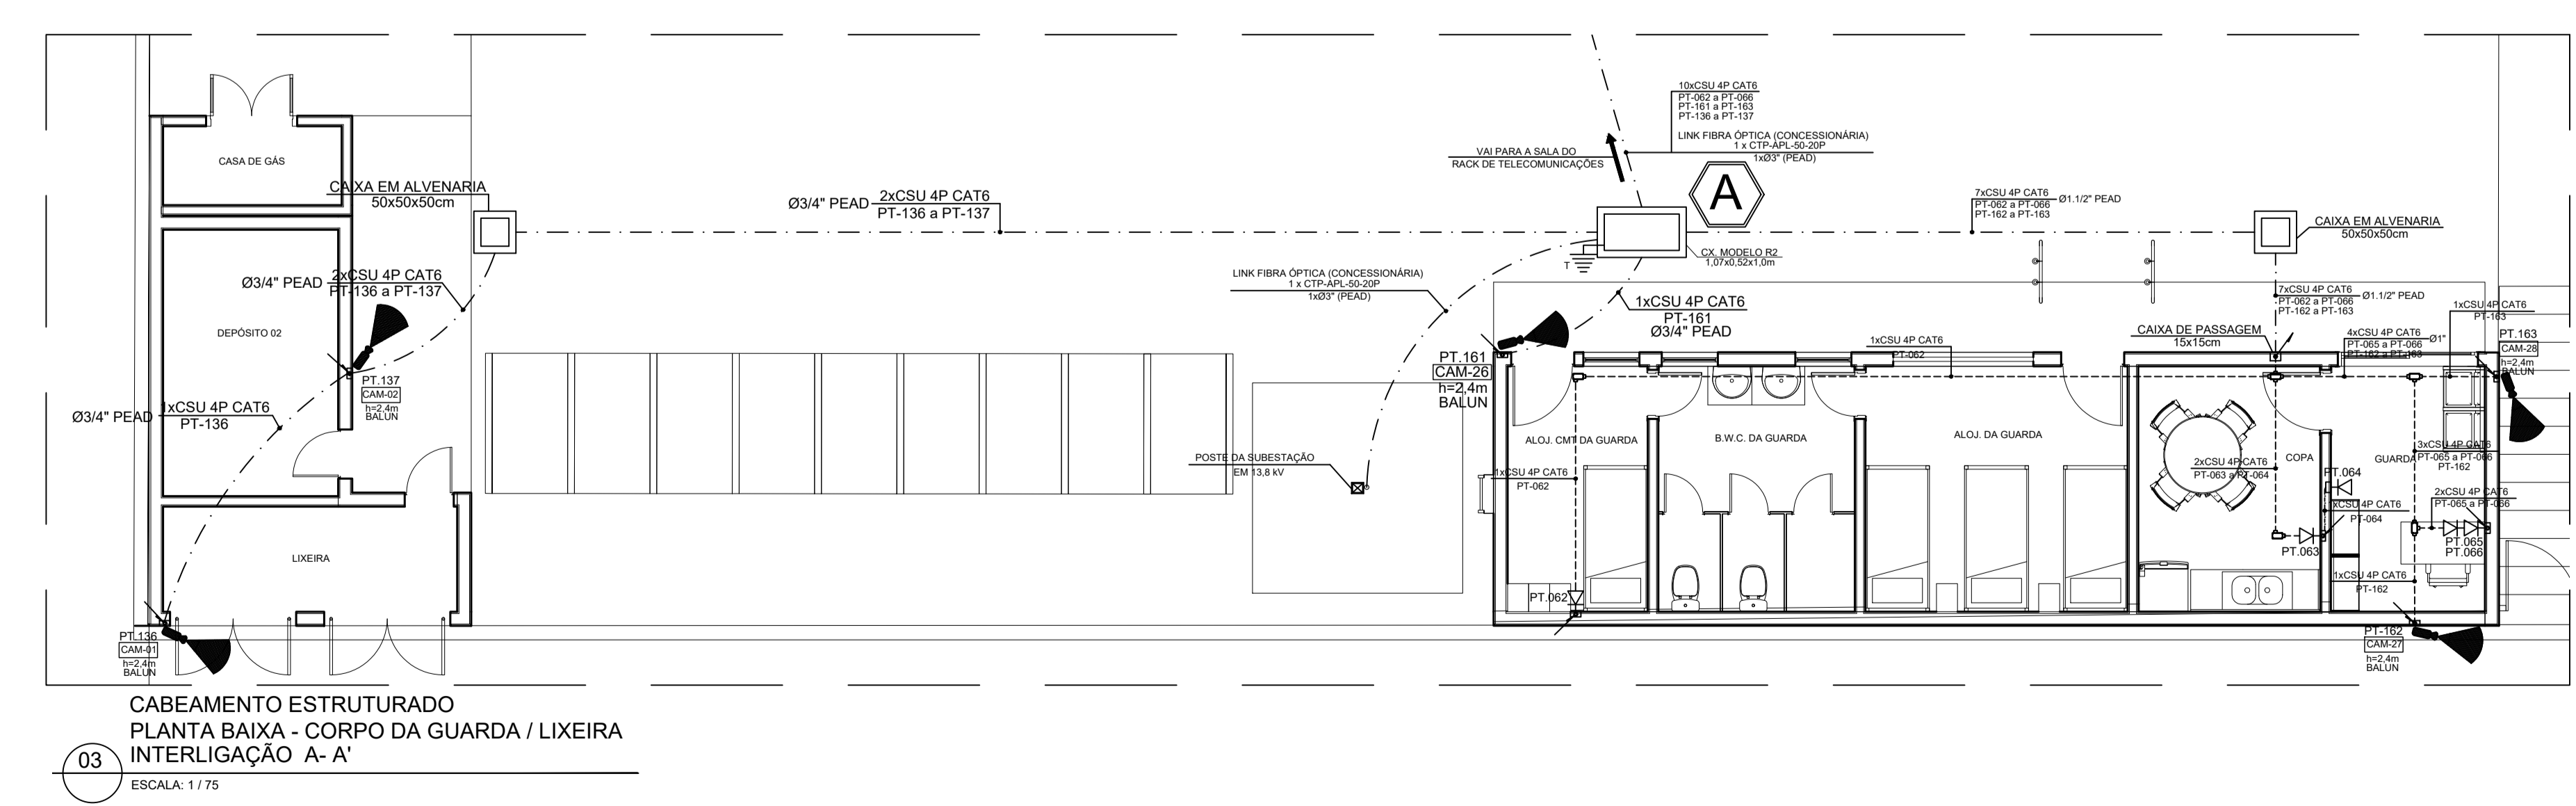 10xCSU 4P CAT6
PT-062 a PT-066
PT-161 a PT-163
PT-136 a PT-137
LINK FIBRA ÓPTICA (CONCESSIONÁRIA)
1 x CTP-APL-50-20P
1xØ3" (PEAD)
VAI PARA A SALA DO
RACK DE TELECOMUNICAÇÕES
A
CASA DE GÁS
CAIXA EM ALVENARIA
50x50x50cm
Ø3/4" PEAD
2xCSU 4P CAT6
PT-136 a PT-137
7xCSU 4P CAT6
PT-062 a PT-066
PT-162 a PT-163
Ø1.1/2" PEAD
CAIXA EM ALVENARIA
50x50x50cm
CX. MODELO R2
1,07x0,52x1,0m
T
LINK FIBRA ÓPTICA (CONCESSIONÁRIA)
1 x CTP-APL-50-20P
1xØ3" (PEAD)
Ø3/4" PEAD
2xCSU 4P CAT6
PT-136 a PT-137
1xCSU 4P CAT6
PT-161
Ø3/4" PEAD
7xCSU 4P CAT6
PT-062 a PT-066
PT-162 a PT-163
Ø1.1/2" PEAD
1xCSU 4P CAT6
PT-163
DEPÓSITO 02
CAIXA DE PASSAGEM
15x15cm
4xCSU 4P CAT6
PT-065 a PT-066
PT-162 a PT-163
Ø1"
PT.163
CAM-28
h=2,4m
BALUN
1xCSU 4P CAT6
PT-062
PT.161
CAM-26
h=2,4m
BALUN
PT.137
CAM-02
h=2,4m
BALUN
Ø3/4" PEAD
1xCSU 4P CAT6
PT-136
ALOJ. CMT DA GUARDA
B.W.C. DA GUARDA
ALOJ. DA GUARDA
COPA
GUARDA
3xCSU 4P CAT6
PT-065 a PT-066
PT-162
POSTE DA SUBESTAÇÃO
EM 13,8 kV
1xCSU 4P CAT6
PT-062
2xCSU 4P CAT6
PT-063 a PT-064
PT.064
1xCSU 4P CAT6
PT-064
2xCSU 4P CAT6
PT-065 a PT-066
PT.063
PT.065
PT.066
LIXEIRA
1xCSU 4P CAT6
PT-162
PT.062
PT.136
CAM-01
h=2,4m
BALUN
PT-162
CAM-27
h=2,4m
BALUN
CABEAMENTO ESTRUTURADO
PLANTA BAIXA - CORPO DA GUARDA / LIXEIRA
INTERLIGAÇÃO A- A'
03
ESCALA: 1 / 75